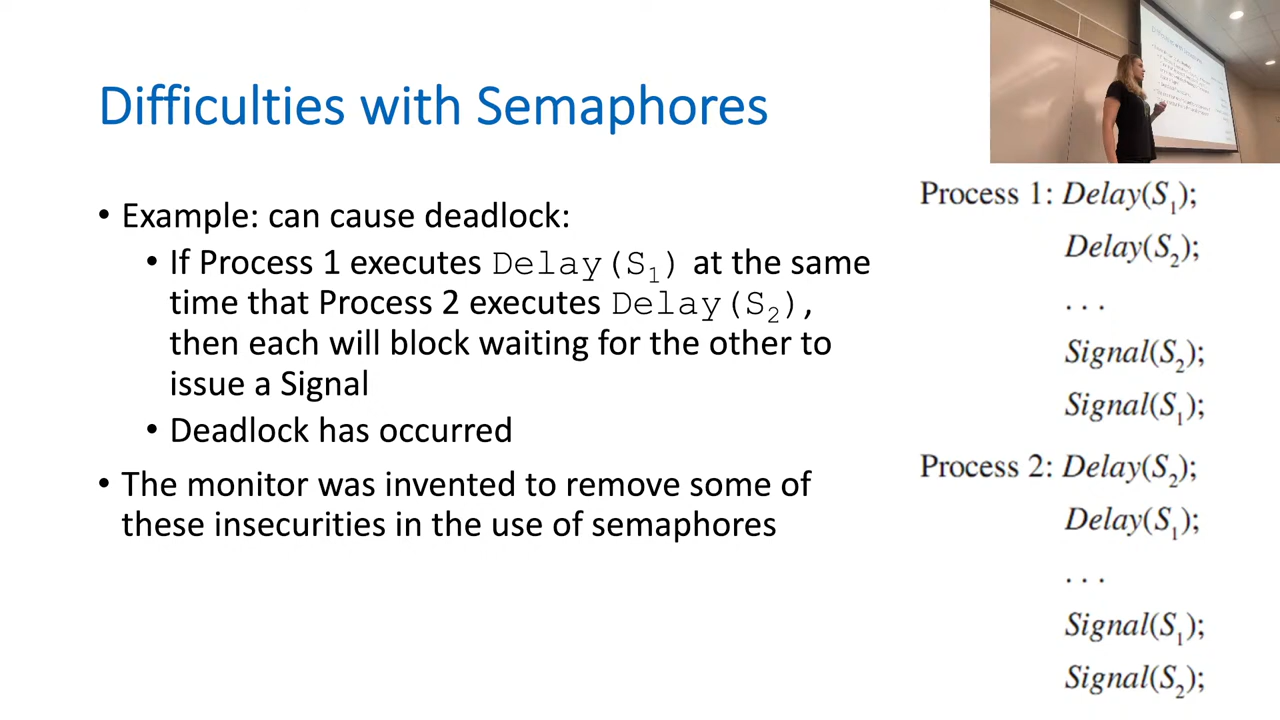 Difficulties with Semaphores
• Example: can cause deadlock:
• If Process 1 executes Delay(S₁) at the same
time that Process 2 executes Delay(S₂),
then each will block waiting for the other to
issue a Signal
• Deadlock has occurred
• The monitor was invented to remove some of
these insecurities in the use of semaphores
Process 1: Delay(S₁);
Delay(S₂);
. . .
Signal(S₂);
Signal(S₁);
Process 2: Delay(S₂);
Delay(S₁);
. . .
Signal(S₁);
Signal(S₂);